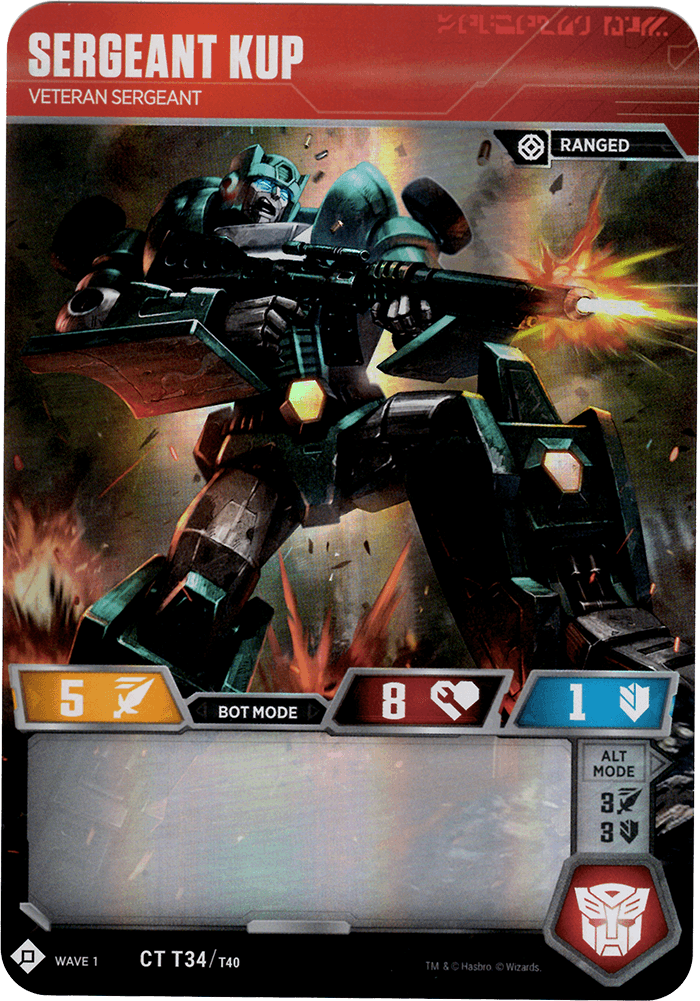 SERGEANT KUP
VETERAN SERGEANT
RANGED
5
BOT MODE
8
1
ALT
MODE
3
3
WAVE 1
CT T34/T40
TM & © Hasbro. © Wizards.